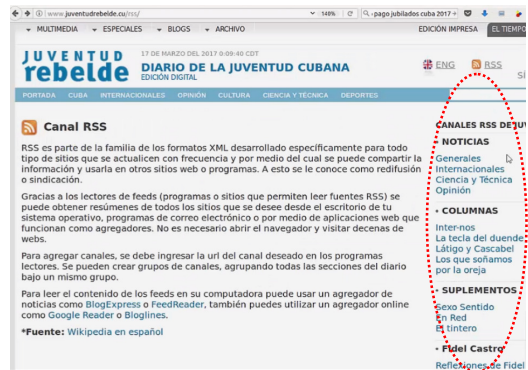 www.juventudrebelde.cu/rss/
140%
pago jubilados cuba 2017
MULTIMEDIA
ESPECIALES
BLOGS
ARCHIVO
EDICIÓN IMPRESA
EL TIEMPO
JUVENTUD
rebelde
17 DE MARZO DEL 2017 0:09:40 CDT
DIARIO DE LA JUVENTUD CUBANA
EDICIÓN DIGITAL
ENG
RSS
PORTADA CUBA INTERNACIONALES OPINIÓN CULTURA CIENCIA Y TÉCNICA DEPORTES
Canal RSS
RSS es parte de la familia de los formatos XML desarrollado específicamente para todo
tipo de sitios que se actualicen con frecuencia y por medio del cual se puede compartir la
información y usarla en otros sitios web o programas. A esto se le conoce como redifusión
o sindicación.
Gracias a los lectores de feeds (programas o sitios que permiten leer fuentes RSS) se
puede obtener resúmenes de todos los sitios que se desee desde el escritorio de tu
sistema operativo, programas de correo electrónico o por medio de aplicaciones web que
funcionan como agregadores. No es necesario abrir el navegador y visitar decenas de
webs.
Para agregar canales, se debe ingresar la url del canal deseado en los programas
lectores. Se pueden crear grupos de canales, agrupando todas las secciones del diario
bajo un mismo grupo.
Para leer el contenido de los feeds en su computadora puede usar un agregador de
noticias como BlogExpress o FeedReader, también puedes utilizar un agregador online
como Google Reader o Bloglines.
*Fuente: Wikipedia en español
CANALES RSS DE JUV
· NOTICIAS
Generales
Internacionales
Ciencia y Técnica
Opinión
· COLUMNAS
Inter-nos
La tecla del duende
Látigo y Cascabel
Los que soñamos
por la oreja
· SUPLEMENTOS
Sexo Sentido
En Red
El tintero
· Fidel Castro
Reflexiones de Fidel